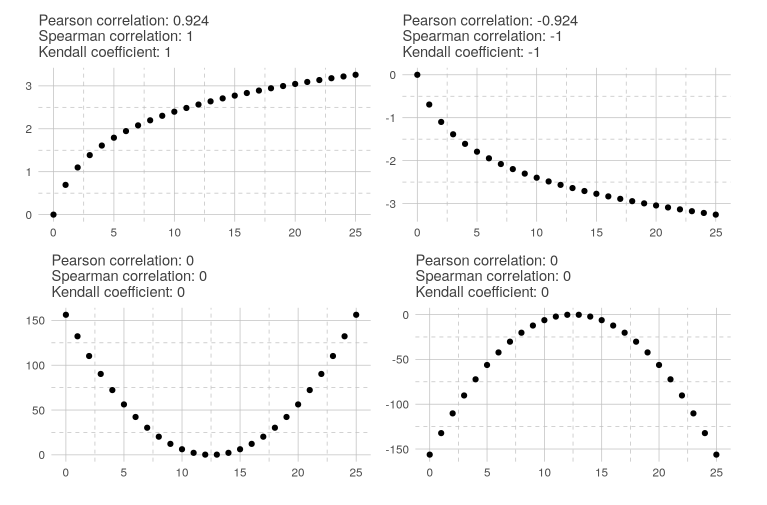 Pearson correlation: 0.924
Spearman correlation: 1
Kendall coefficient: 1
3
2
1
0
0 5 10 15 20 25
Pearson correlation: -0.924
Spearman correlation: -1
Kendall coefficient: -1
0
-1
-2
-3
0 5 10 15 20 25
Pearson correlation: 0
Spearman correlation: 0
Kendall coefficient: 0
150
100
50
0
0 5 10 15 20 25
Pearson correlation: 0
Spearman correlation: 0
Kendall coefficient: 0
0
-50
-100
-150
0 5 10 15 20 25